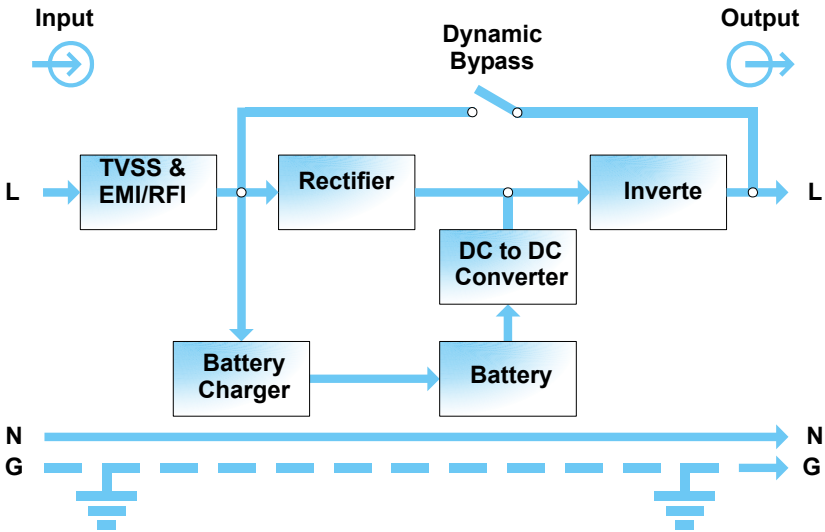 Input
Output
Dynamic
Bypass
TVSS &
EMI/RFI
Rectifier
Inverte
L
L
DC to DC
Converter
Battery
Charger
Battery
N
N
G
G